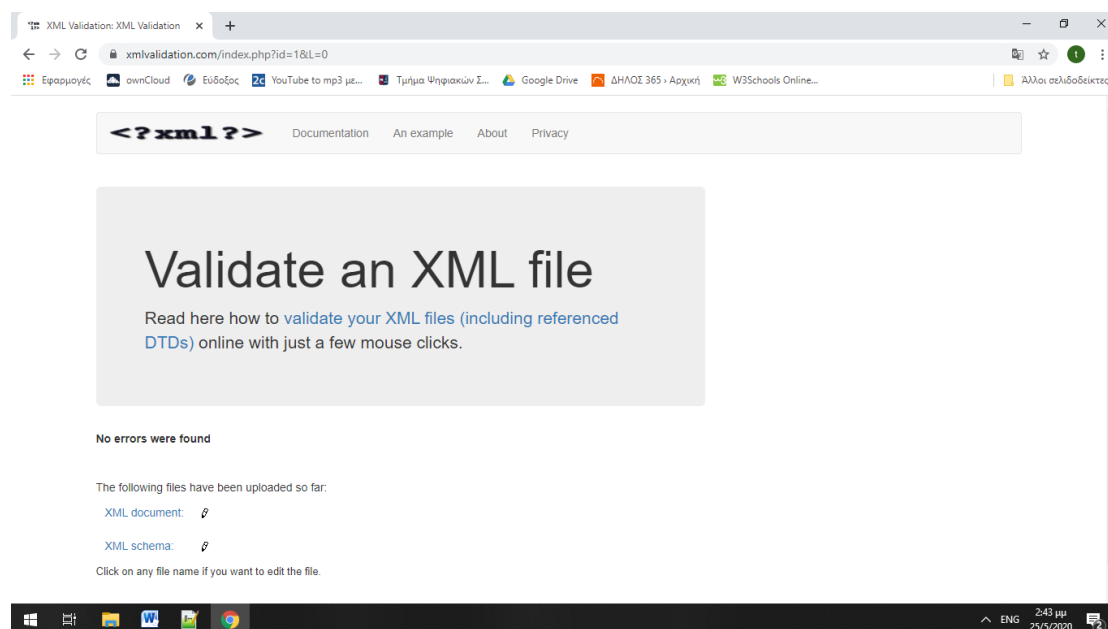 XML Validation: XML Validation
xmlvalidation.com/index.php?id=1&L=0
Εφαρμογές ownCloud Εύδοξος 2c YouTube to mp3 με... Τμήμα Ψηφιακών Σ... Google Drive ΔΗΛΟΣ 365 › Αρχική W3Schools Online... Άλλοι σελιδοδείκτες
<?xml?> Documentation An example About Privacy
Validate an XML file
Read here how to validate your XML files (including referenced
DTDs) online with just a few mouse clicks.
No errors were found
The following files have been uploaded so far:
XML document:
XML schema:
Click on any file name if you want to edit the file.
ENG 2:43 μμ
25/5/2020 2